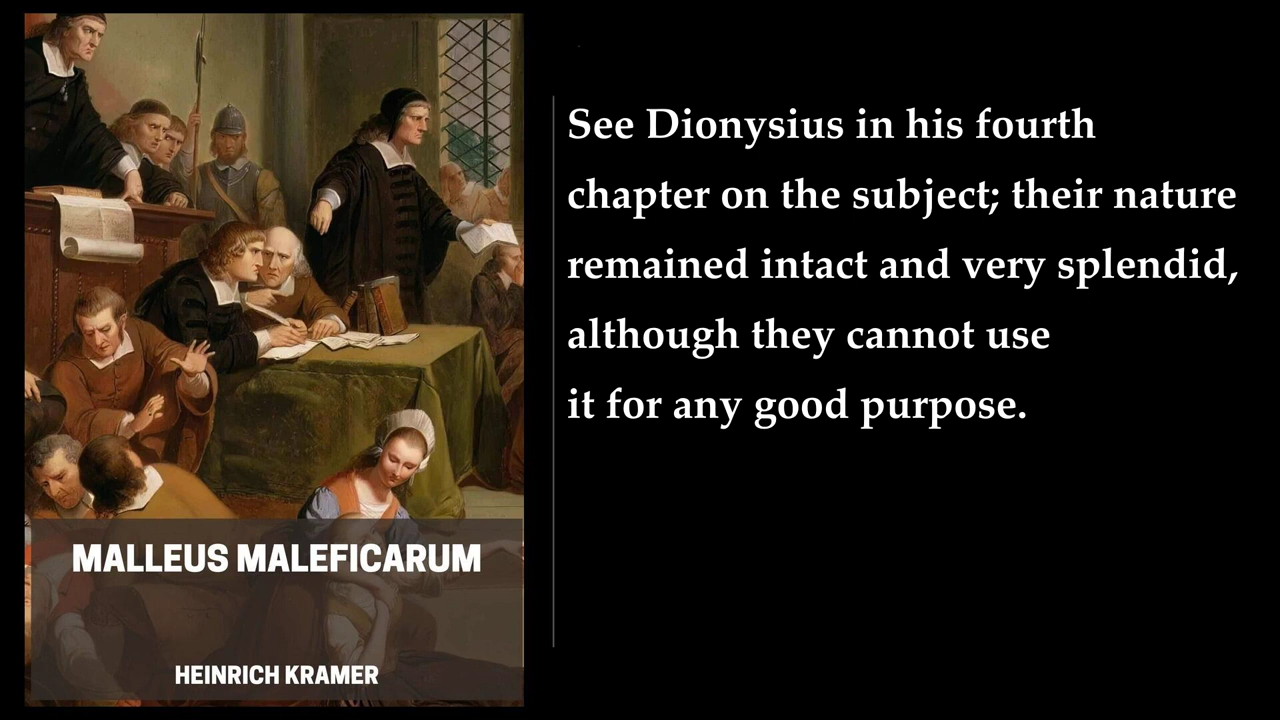 MALLEUS MALEFICARUM
HEINRICH KRAMER
See Dionysius in his fourth
chapter on the subject; their nature
remained intact and very splendid,
although they cannot use
it for any good purpose.